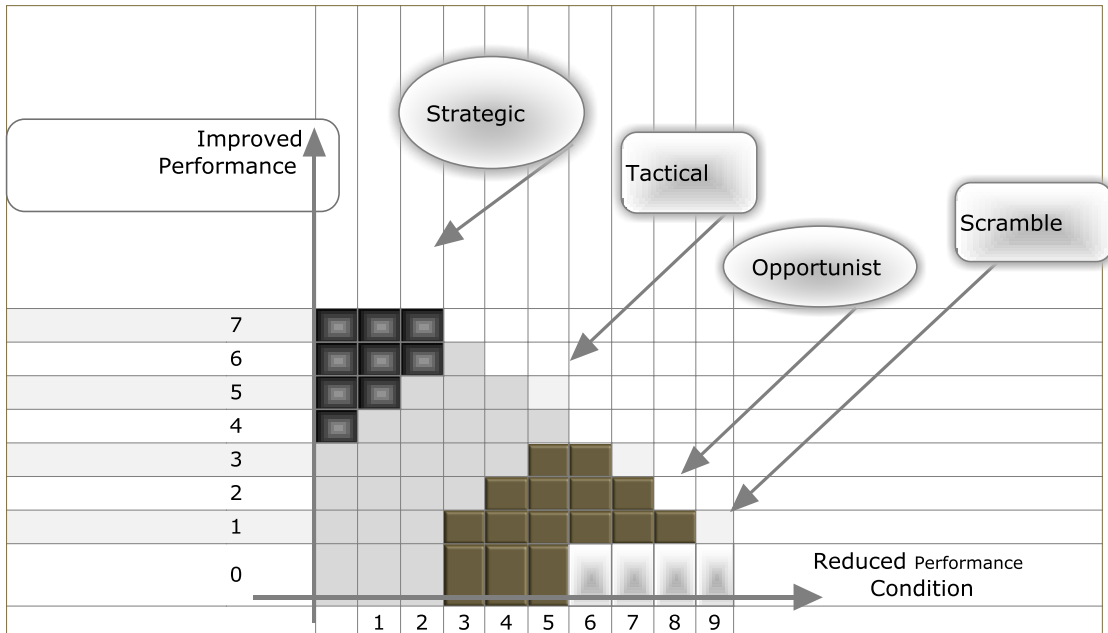 Strategic
Improved
Performance
Tactical
Scramble
Opportunist
7
6
5
4
3
2
1
0
Reduced Performance
Condition
1 2 3 4 5 6 7 8 9